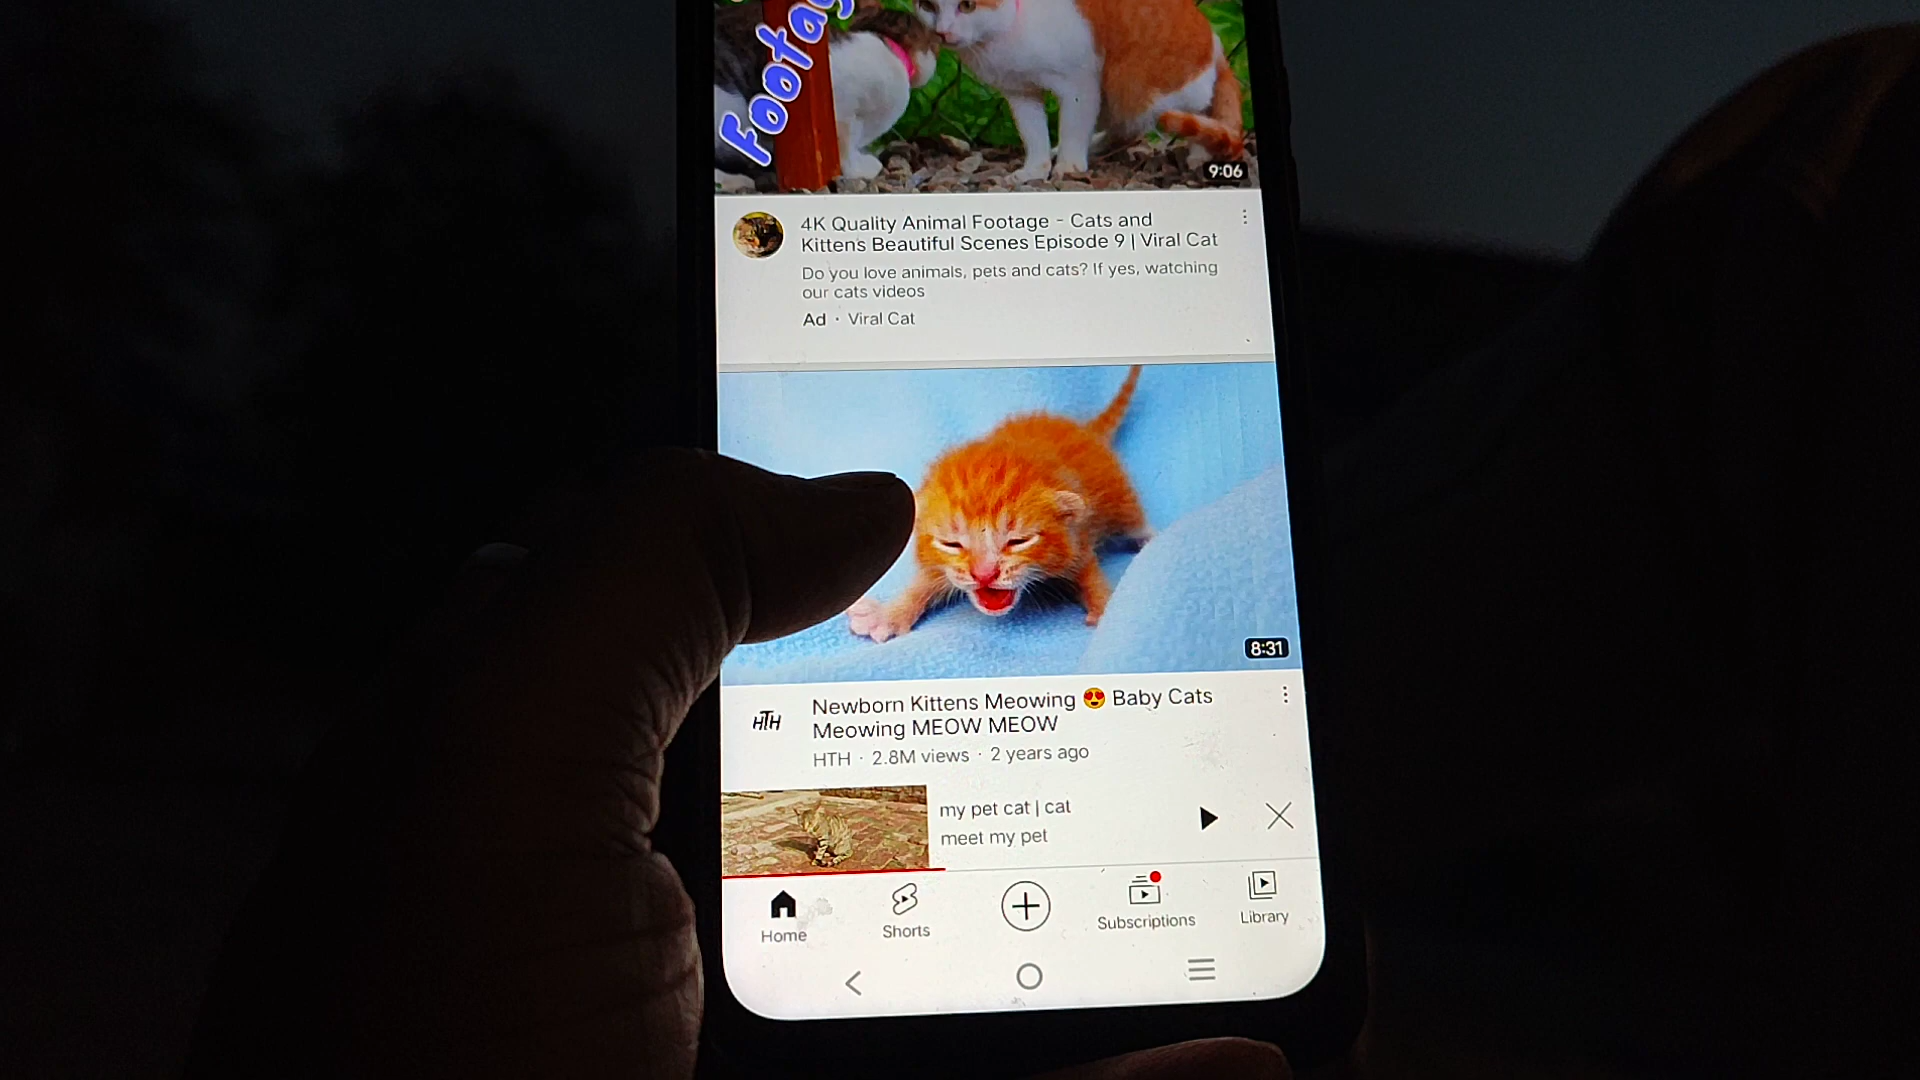 9:06
4K Quality Animal Footage - Cats and
Kittens Beautiful Scenes Episode 9 | Viral Cat
Do you love animals, pets and cats? If yes, watching
our cats videos
Ad · Viral Cat
8:31
HTH
Newborn Kittens Meowing 😍 Baby Cats
Meowing MEOW MEOW
HTH · 2.8M views · 2 years ago
my pet cat | cat
meet my pet
Home
Shorts
Subscriptions
Library